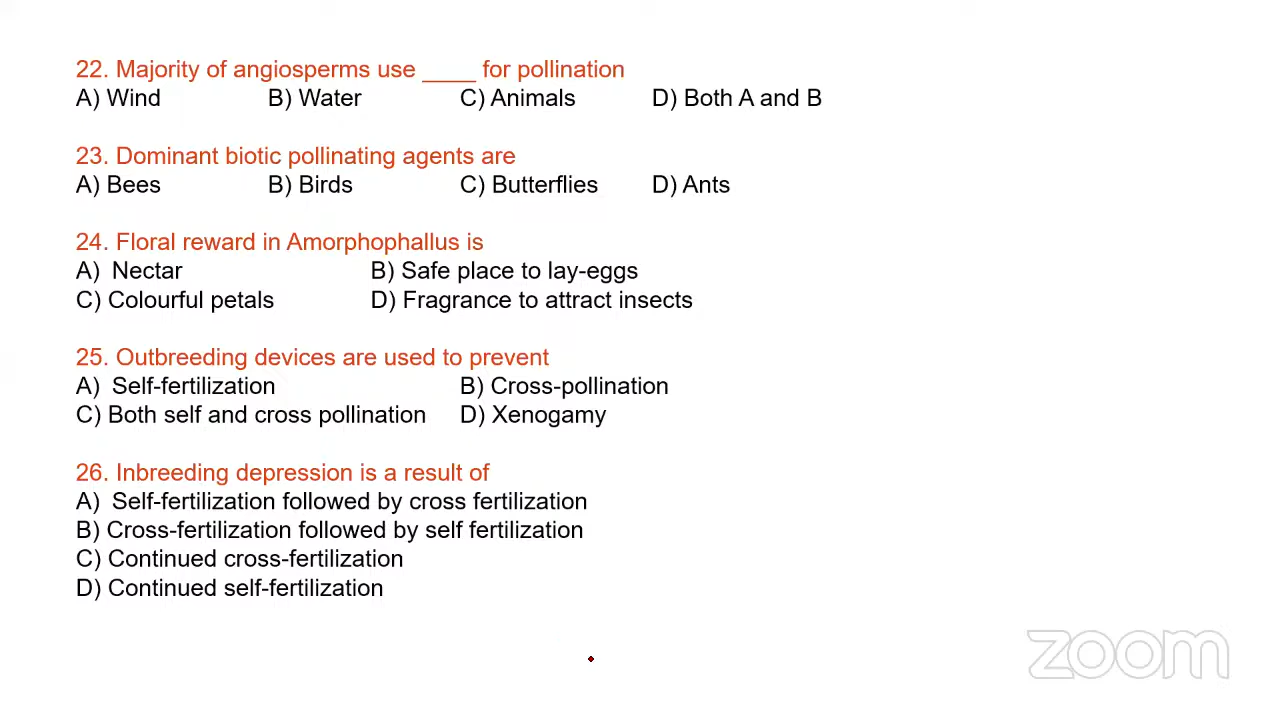 22. Majority of angiosperms use ____ for pollination
A) Wind B) Water C) Animals D) Both A and B
23. Dominant biotic pollinating agents are
A) Bees B) Birds C) Butterflies D) Ants
24. Floral reward in Amorphophallus is
A) Nectar B) Safe place to lay-eggs
C) Colourful petals D) Fragrance to attract insects
25. Outbreeding devices are used to prevent
A) Self-fertilization B) Cross-pollination
C) Both self and cross pollination D) Xenogamy
26. Inbreeding depression is a result of
A) Self-fertilization followed by cross fertilization
B) Cross-fertilization followed by self fertilization
C) Continued cross-fertilization
D) Continued self-fertilization
zoom